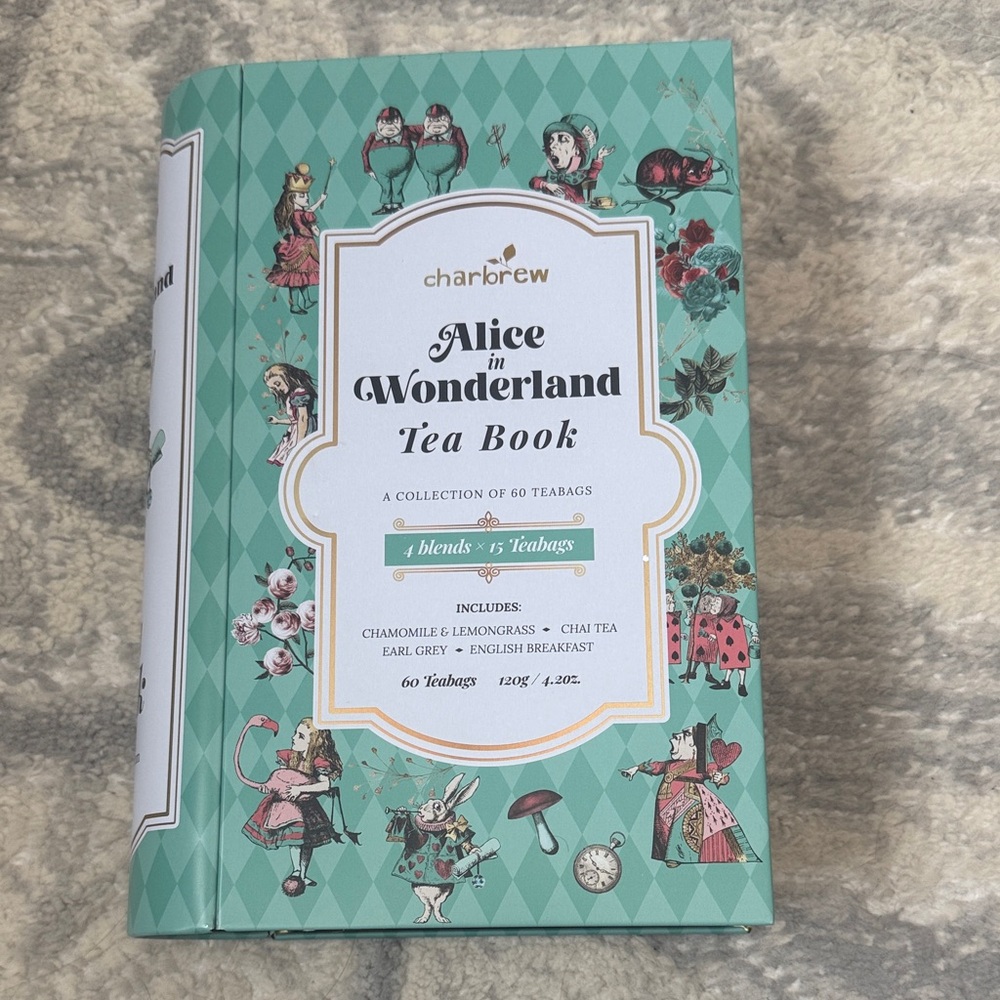 charbrew
Alice
in
Wonderland
Tea Book
A COLLECTION OF 60 TEABAGS
4 blends × 15 Teabags
INCLUDES:
CHAMOMILE & LEMONGRASS ⬥ CHAI TEA
EARL GREY ⬥ ENGLISH BREAKFAST
60 Teabags 120g / 4.2oz.